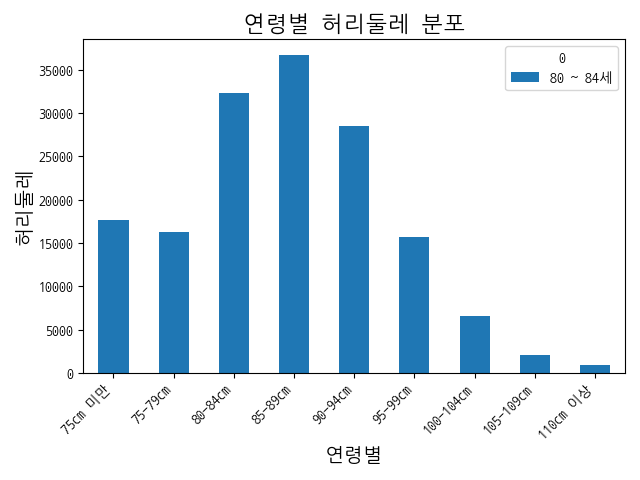 연령별 허리둘레 분포
0
80 ~ 84세
허리둘레
35000
30000
25000
20000
15000
10000
5000
0
75cm 미만
75-79cm
80-84cm
85-89cm
90-94cm
95-99cm
100-104cm
105-109cm
110cm 이상
연령별